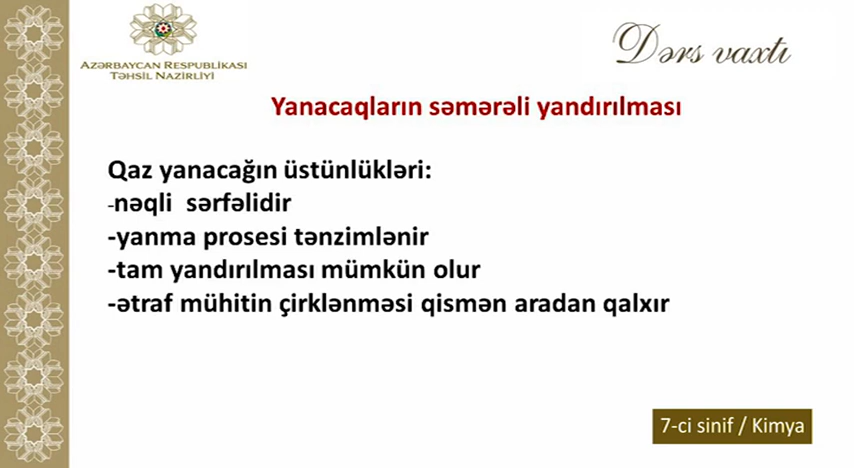 AZƏRBAYCAN RESPUBLIKASI
TƏHSIL NAZIRLIYI
Dərs vaxtı
Yanacaqların səmərəli yandırılması
Qaz yanacağın üstünlükləri:
-nəqli sərfəlidir
-yanma prosesi tənzimlənir
-tam yandırılması mümkün olur
-ətraf mühitin çirklənməsi qismən aradan qalxır
7-ci sinif / Kimya